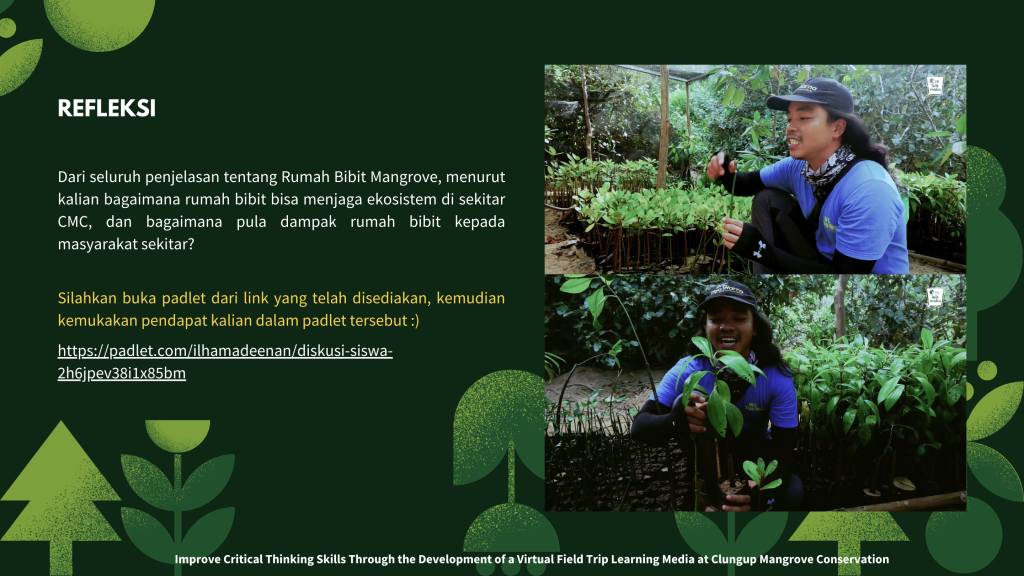 REFLEKSI
Dari seluruh penjelasan tentang Rumah Bibit Mangrove, menurut
kalian bagaimana rumah bibit bisa menjaga ekosistem di sekitar
CMC, dan bagaimana pula dampak rumah bibit kepada
masyarakat sekitar?
Silahkan buka padlet dari link yang telah disediakan, kemudian
kemukakan pendapat kalian dalam padlet tersebut :)
https://padlet.com/ilhamadeenan/diskusi-siswa-
2h6jpev38i1x85bm
Improve Critical Thinking Skills Through the Development of a Virtual Field Trip Learning Media at Clungup Mangrove Conservation